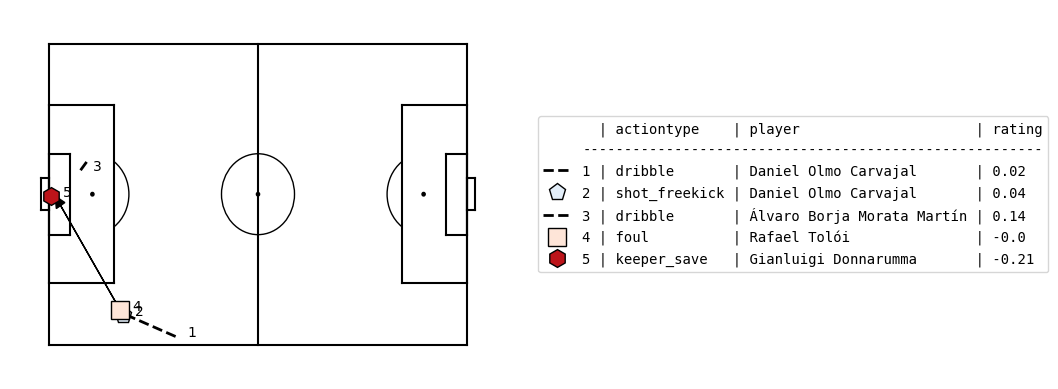 | actiontype | player | rating
------------------------------------------------------
1 | dribble | Daniel Olmo Carvajal | 0.02
2 | shot_freekick | Daniel Olmo Carvajal | 0.04
3 | dribble | Álvaro Borja Morata Martín | 0.14
4 | foul | Rafael Tolói | -0.0
5 | keeper_save | Gianluigi Donnarumma | -0.21
3
5
4
2
1